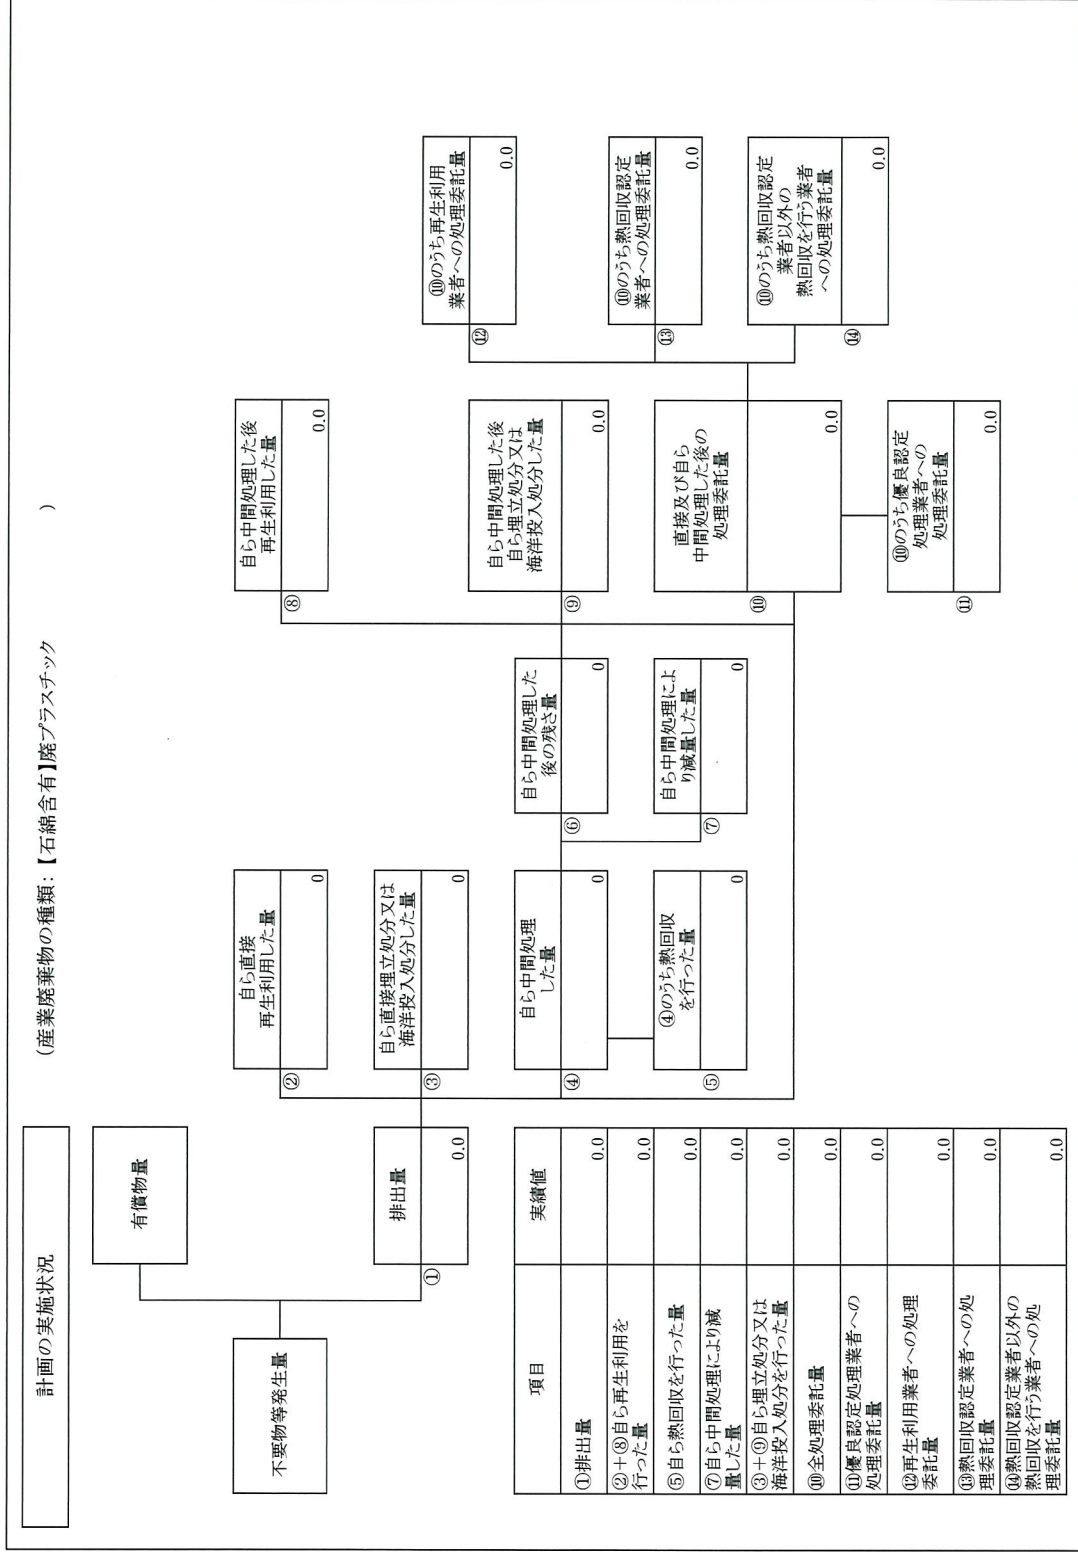 計画の実施状況
（産業廃棄物の種類：【石綿含有】廃プラスチック　）
不要物等発生量
有償物量
①
排出量
0.0
②
自ら直接
再生利用した量
0
③
自ら直接埋立処分又は
海洋投入処分した量
0
④
自ら中間処理
した量
0
⑤
④のうち熱回収
を行った量
0
⑥
自ら中間処理した
後の残さ量
0
⑦
自ら中間処理によ
り減量した量
0
⑧
自ら中間処理した後
再生利用した量
0.0
⑨
自ら中間処理した後
自ら埋立処分又は
海洋投入処分した量
0.0
⑩
直接及び自ら
中間処理した後の
処理委託量
0.0
⑪
⑩のうち優良認定
処理業者への
処理委託量
0.0
⑫
⑩のうち再生利用
業者への処理委託量
0.0
⑬
⑩のうち熱回収認定
業者への処理委託量
0.0
⑭
⑩のうち熱回収認定
業者以外の
熱回収を行う業者
への処理委託量
0.0
項目　実績値
①排出量　0.0
②＋⑧自ら再生利用を
行った量　0.0
⑤自ら熱回収を行った量　0.0
⑦自ら中間処理により減
量した量　0.0
③＋⑨自ら埋立処分又は
海洋投入処分を行った量　0.0
⑩全処理委託量　0.0
⑪優良認定処理業者への
処理委託量　0.0
⑫再生利用業者への処理
委託量　0.0
⑬熱回収認定業者への処
理委託量　0.0
⑭熱回収認定業者以外の
熱回収を行う業者への処
理委託量　0.0